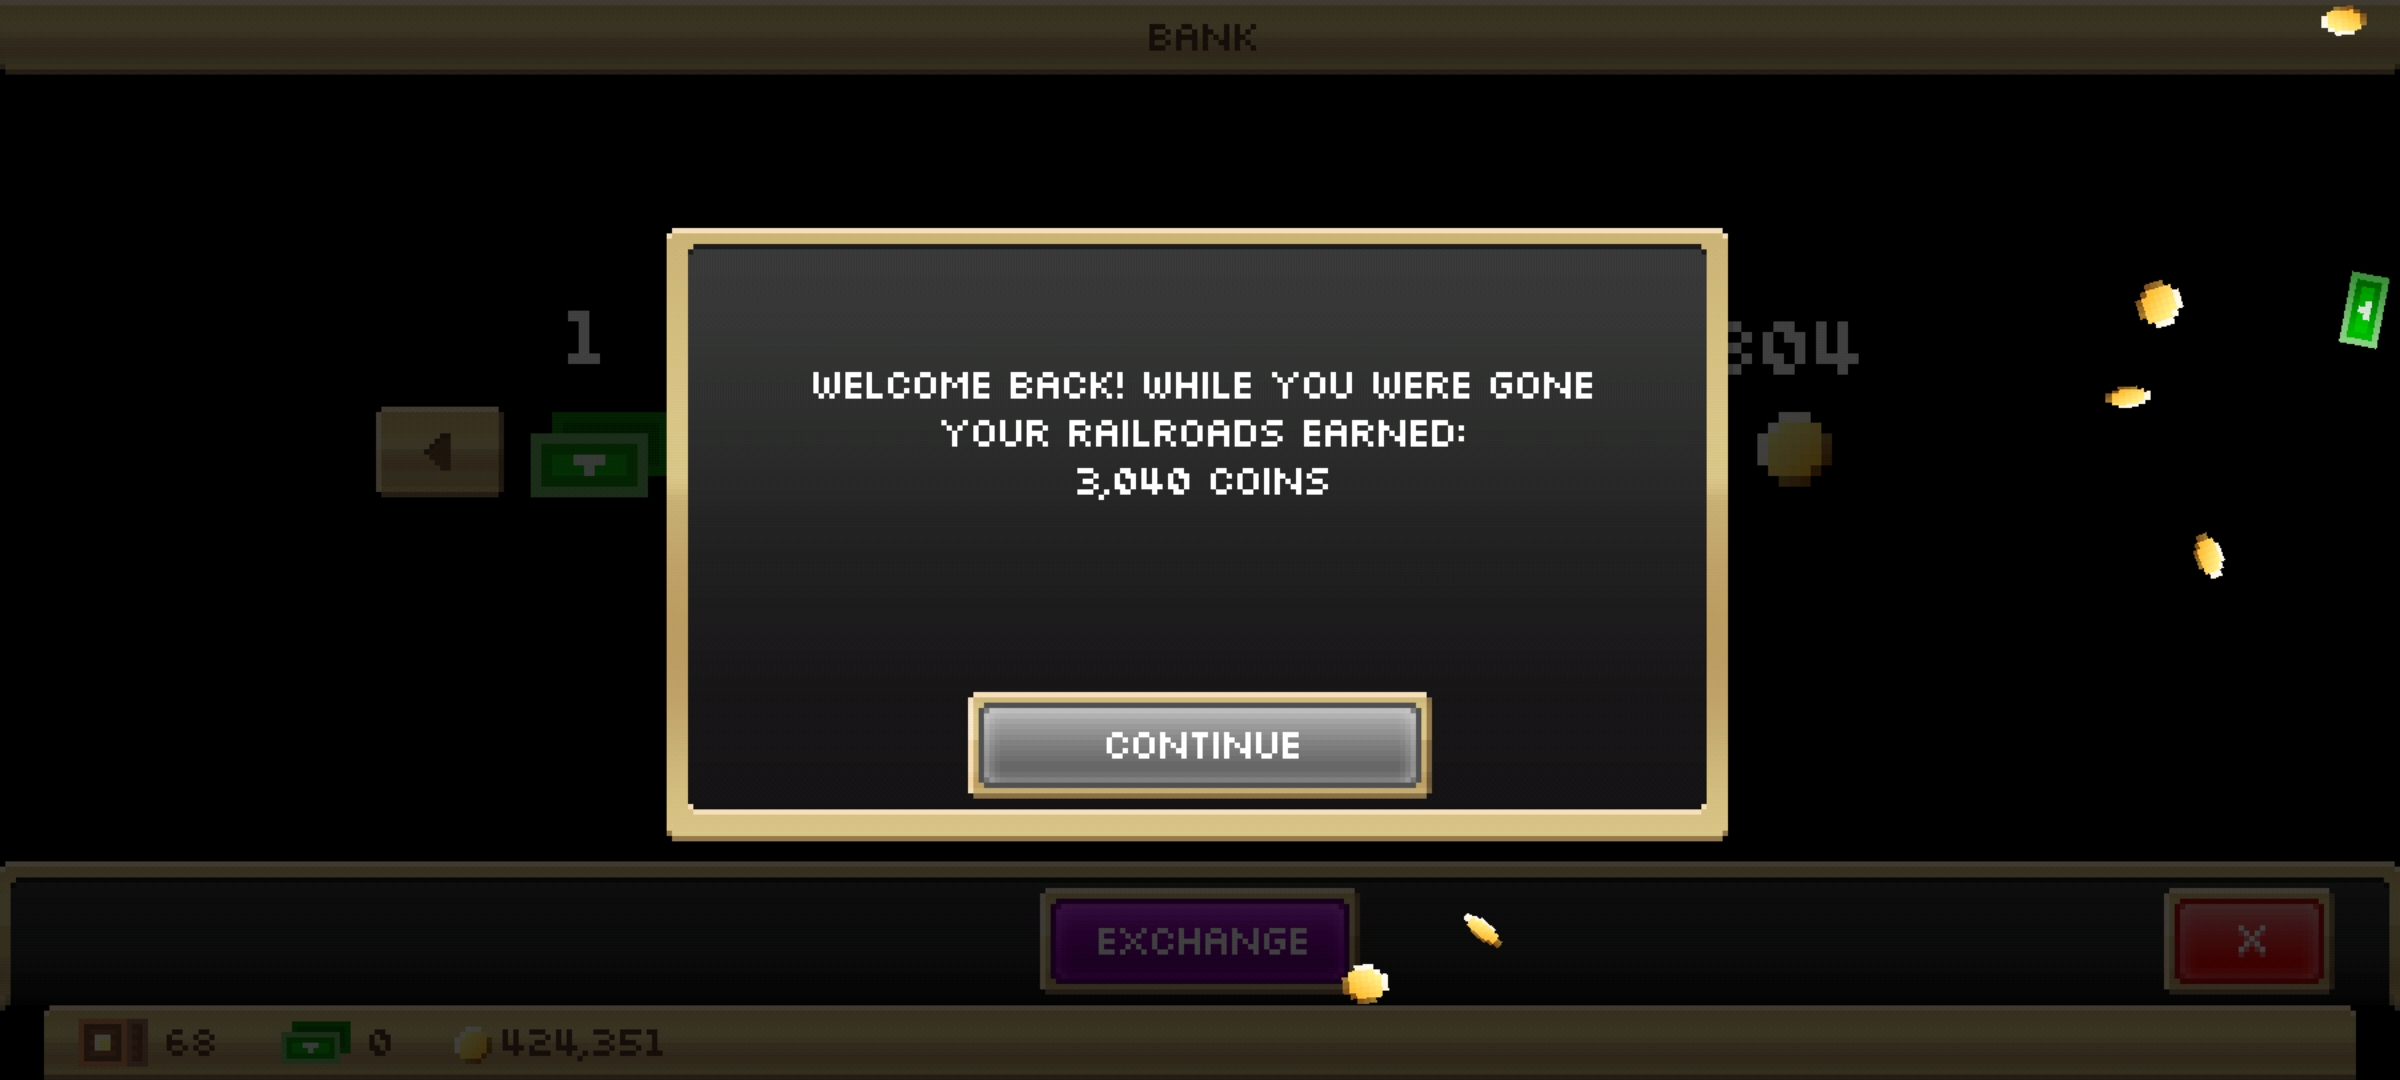 BANK
1
304
WELCOME BACK! WHILE YOU WERE GONE
YOUR RAILROADS EARNED:
3,040 COINS
CONTINUE
EXCHANGE
X
68 0 424,351